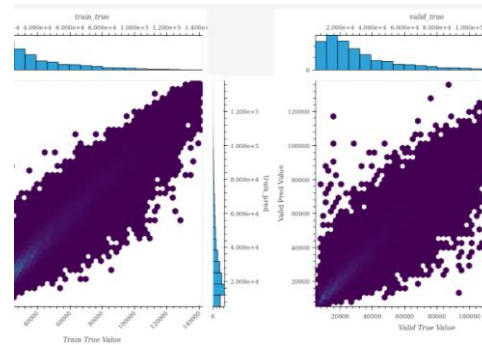 train_true
4.000e+4 6.000e+4 8.000e+4 1.000e+5 1.200e+5 1.400e+
0
1.200e+5
1.000e+5
8.000e+4
6.000e+4
4.000e+4
2.000e+4
train_pred
0
40000 60000 80000 100000 120000 140000
Train True Value
valid_true
2.000e+4 4.000e+4 6.000e+4 8.000e+4 1.000e+
0
Valid Pred Value
120000
100000
80000
60000
40000
20000
20000 40000 60000 80000 100000
Valid True Value